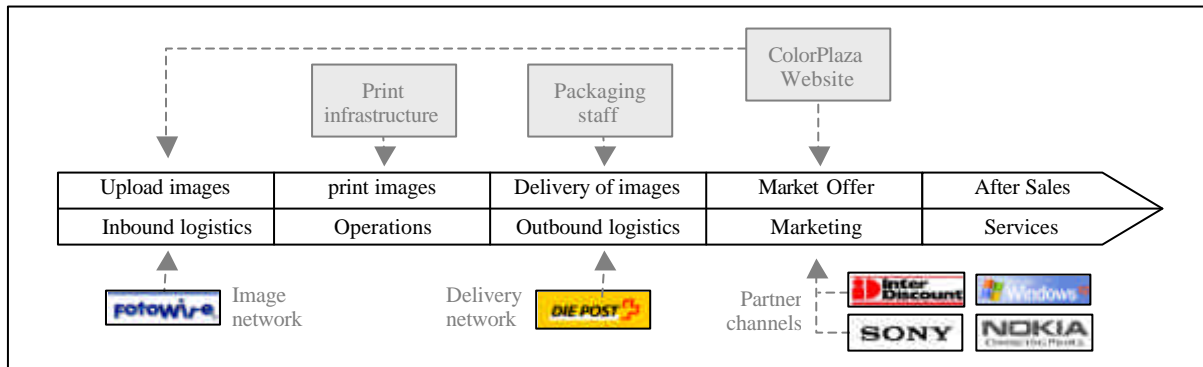 ColorPlaza
Website
Print
infrastructure
Packaging
staff
Upload images
print images
Delivery of images
Market Offer
After Sales
Inbound logistics
Operations
Outbound logistics
Marketing
Services
fotowire
Image
network
Delivery
network
DIE POST
Partner
channels
Inter
Discount
Windows
SONY
NOKIA
CONNECTING PEOPLE